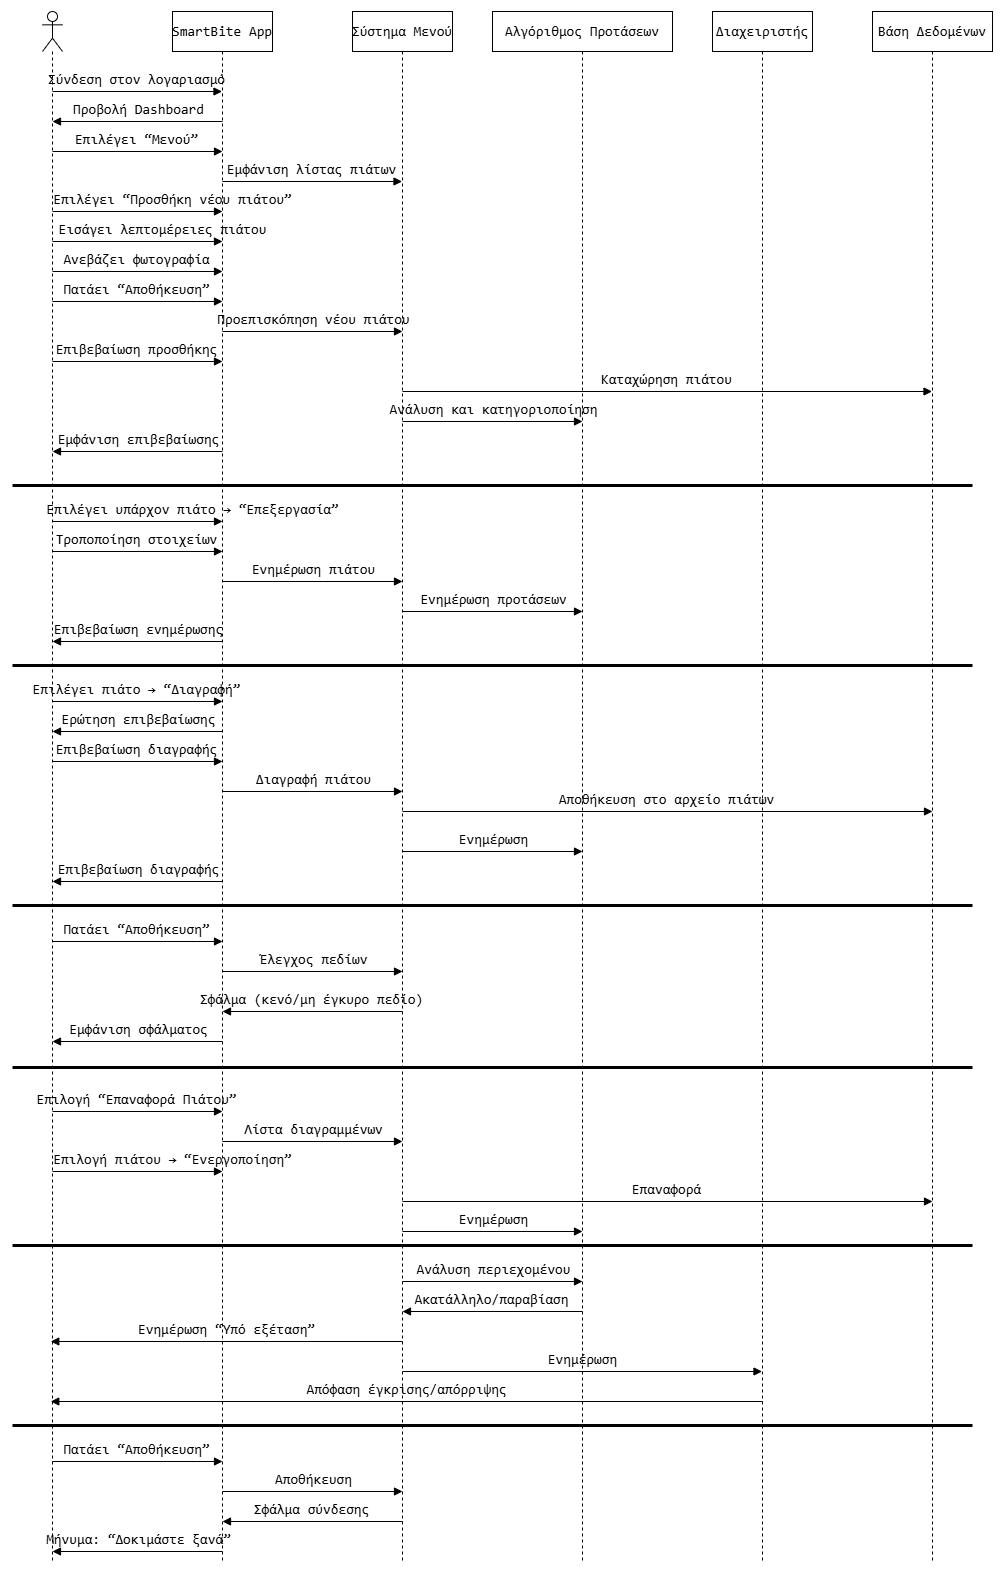 SmartBite App
Σύστημα Μενού
Αλγόριθμος Προτάσεων
Διαχειριστής
Βάση Δεδομένων
Σύνδεση στον λογαριασμό
Προβολή Dashboard
Επιλέγει “Μενού”
Εμφάνιση λίστας πιάτων
Επιλέγει “Προσθήκη νέου πιάτου”
Εισάγει λεπτομέρειες πιάτου
Ανεβάζει φωτογραφία
Πατάει “Αποθήκευση”
Προεπισκόπηση νέου πιάτου
Επιβεβαίωση προσθήκης
Καταχώρηση πιάτου
Ανάλυση και κατηγοριοποίηση
Εμφάνιση επιβεβαίωσης
Επιλέγει υπάρχον πιάτο → “Επεξεργασία”
Τροποποίηση στοιχείων
Ενημέρωση πιάτου
Ενημέρωση προτάσεων
Επιβεβαίωση ενημέρωσης
Επιλέγει πιάτο → “Διαγραφή”
Ερώτηση επιβεβαίωσης
Επιβεβαίωση διαγραφής
Διαγραφή πιάτου
Αποθήκευση στο αρχείο πιάτων
Ενημέρωση
Επιβεβαίωση διαγραφής
Πατάει “Αποθήκευση”
Έλεγχος πεδίων
Σφάλμα (κενό/μη έγκυρο πεδίο)
Εμφάνιση σφάλματος
Επιλογή “Επαναφορά Πιάτου”
Λίστα διαγραμμένων
Επιλογή πιάτου → “Ενεργοποίηση”
Επαναφορά
Ενημέρωση
Ανάλυση περιεχομένου
Ακατάλληλο/παραβίαση
Ενημέρωση “Υπό εξέταση”
Ενημέρωση
Απόφαση έγκρισης/απόρριψης
Πατάει “Αποθήκευση”
Αποθήκευση
Σφάλμα σύνδεσης
Μήνυμα: “Δοκιμάστε ξανά”